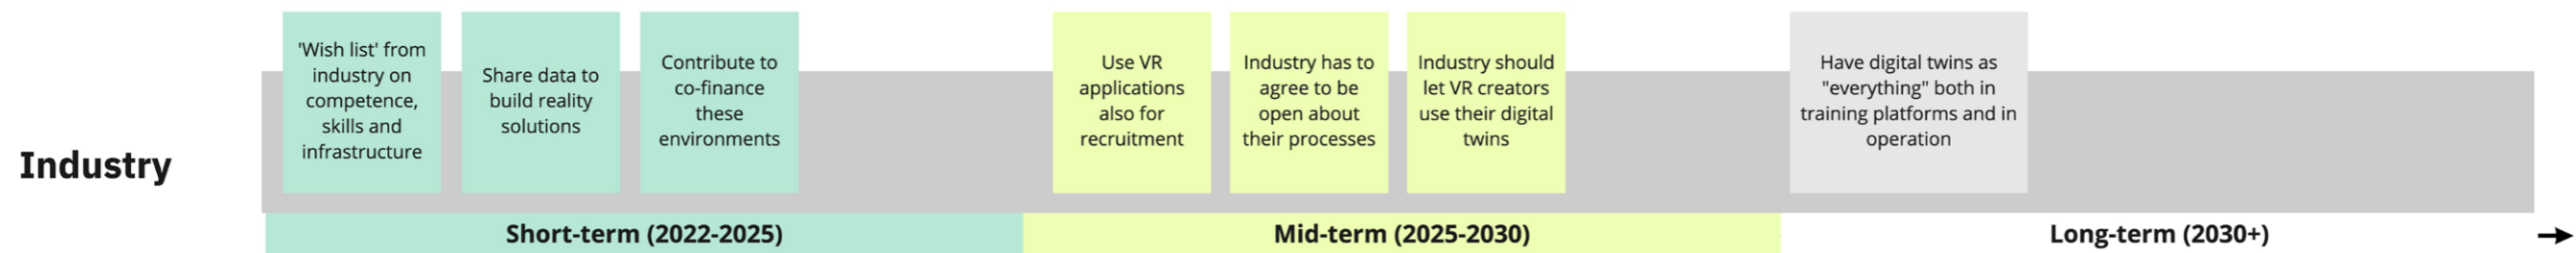 Industry
'Wish list' from
industry on
competence,
skills and
infrastructure
Share data to
build reality
solutions
Contribute to
co-finance
these
environments
Use VR
applications
also for
recruitment
Industry has to
agree to be
open about
their processes
Industry should
let VR creators
use their digital
twins
Have digital twins as
"everything" both in
training platforms and in
operation
Short-term (2022-2025)
Mid-term (2025-2030)
Long-term (2030+)